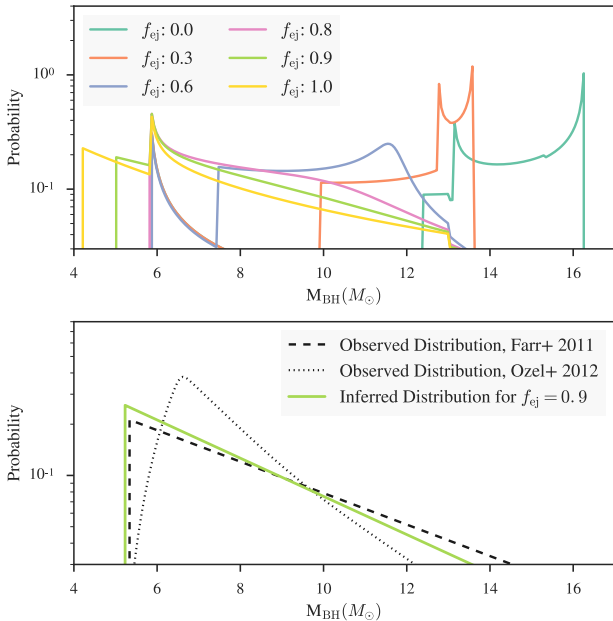 f_ej: 0.0
f_ej: 0.8
f_ej: 0.3
f_ej: 0.9
f_ej: 0.6
f_ej: 1.0
Probability
10⁰
10⁻¹
4 6 8 10 12 14 16
M_BH(M_⊙)
Observed Distribution, Farr+ 2011
Observed Distribution, Ozel+ 2012
Inferred Distribution for f_ej = 0.9
Probability
10⁻¹
4 6 8 10 12 14 16
M_BH(M_⊙)